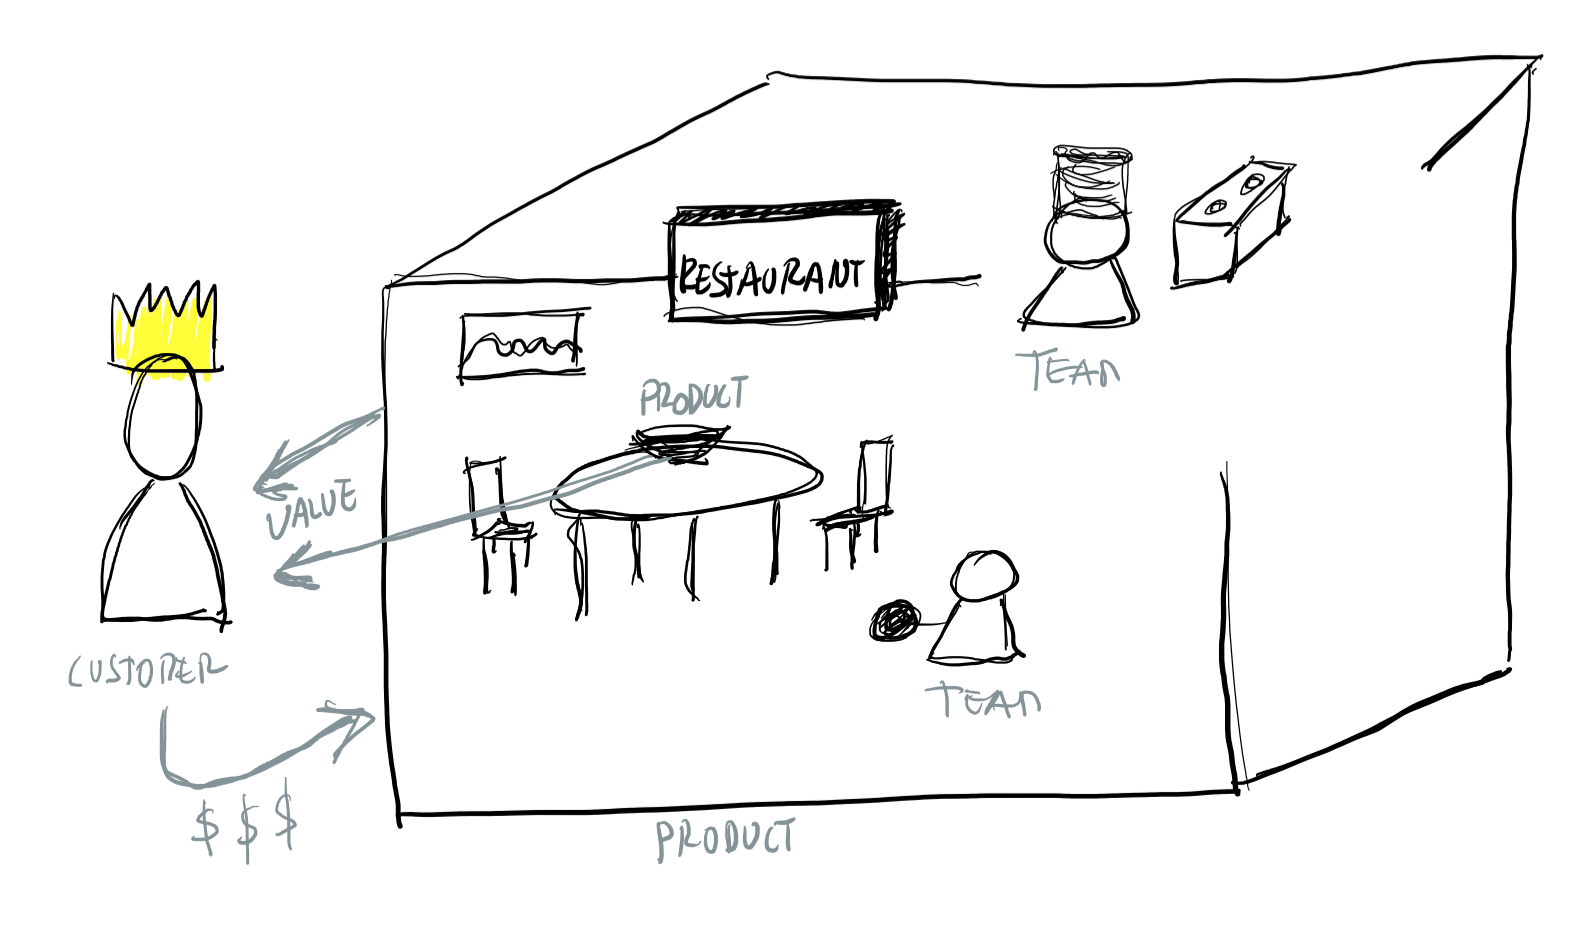 RESTAURANT
TEAM
PRODUCT
VALUE
CUSTOMER
TEAM
$ $ $
PRODUCT